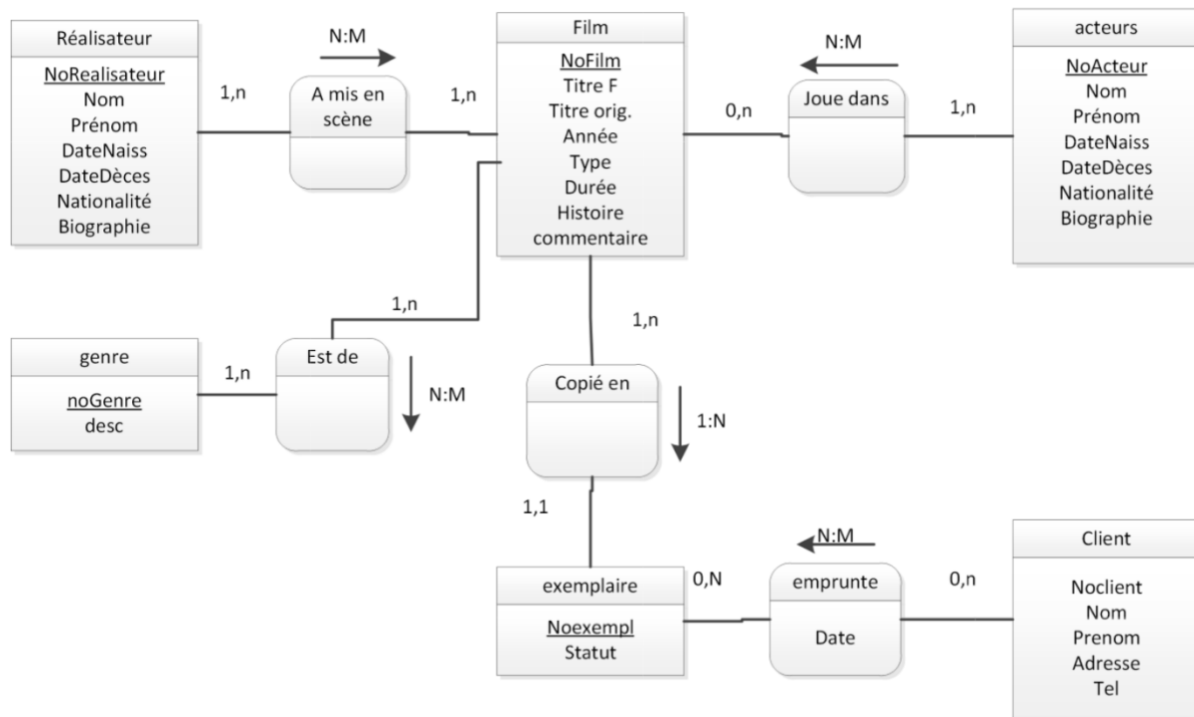 Réalisateur
NoRealisateur
Nom
Prénom
DateNaiss
DateDèces
Nationalité
Biographie
1,n
N:M
A mis en
scène
1,n
Film
NoFilm
Titre F
Titre orig.
Année
Type
Durée
Histoire
commentaire
0,n
N:M
Joue dans
1,n
acteurs
NoActeur
Nom
Prénom
DateNaiss
DateDèces
Nationalité
Biographie
genre
noGenre
desc
1,n
1,n
Est de
N:M
1,n
Copié en
1:N
1,1
exemplaire
Noexempl
Statut
0,N
N:M
emprunte
Date
0,n
Client
Noclient
Nom
Prenom
Adresse
Tel